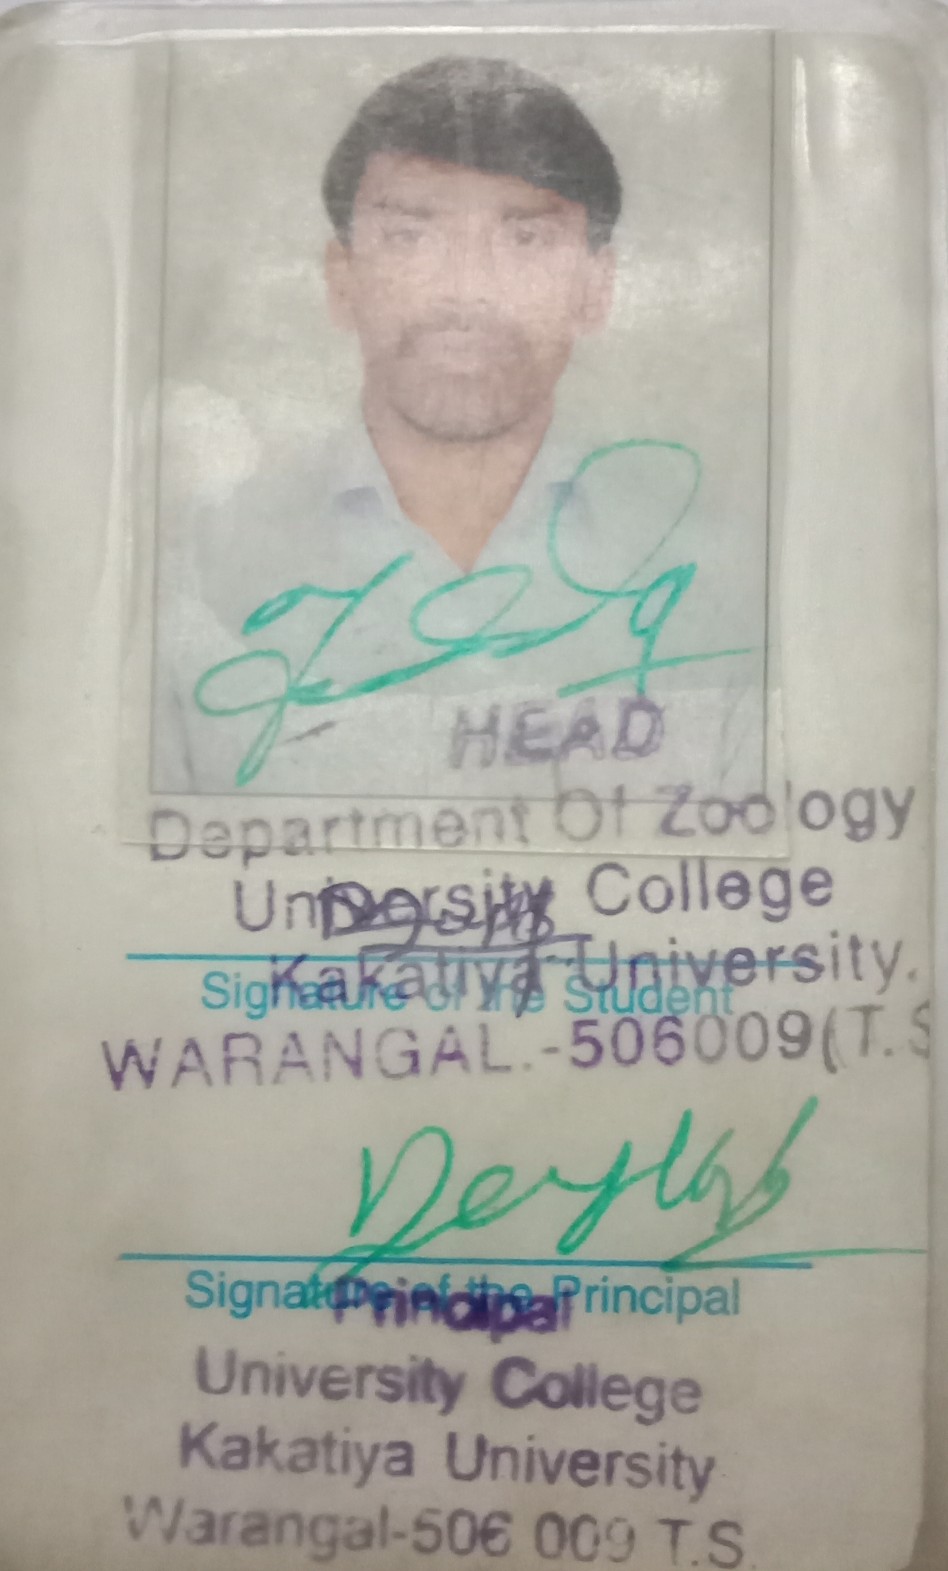 HEAD
Department Of Zoology
University College
Kakatiya University.
Signature of the Student
WARANGAL.-506009(T.S
Signature of the Principal
Principal
University College
Kakatiya University
Warangal-506 009 T.S.